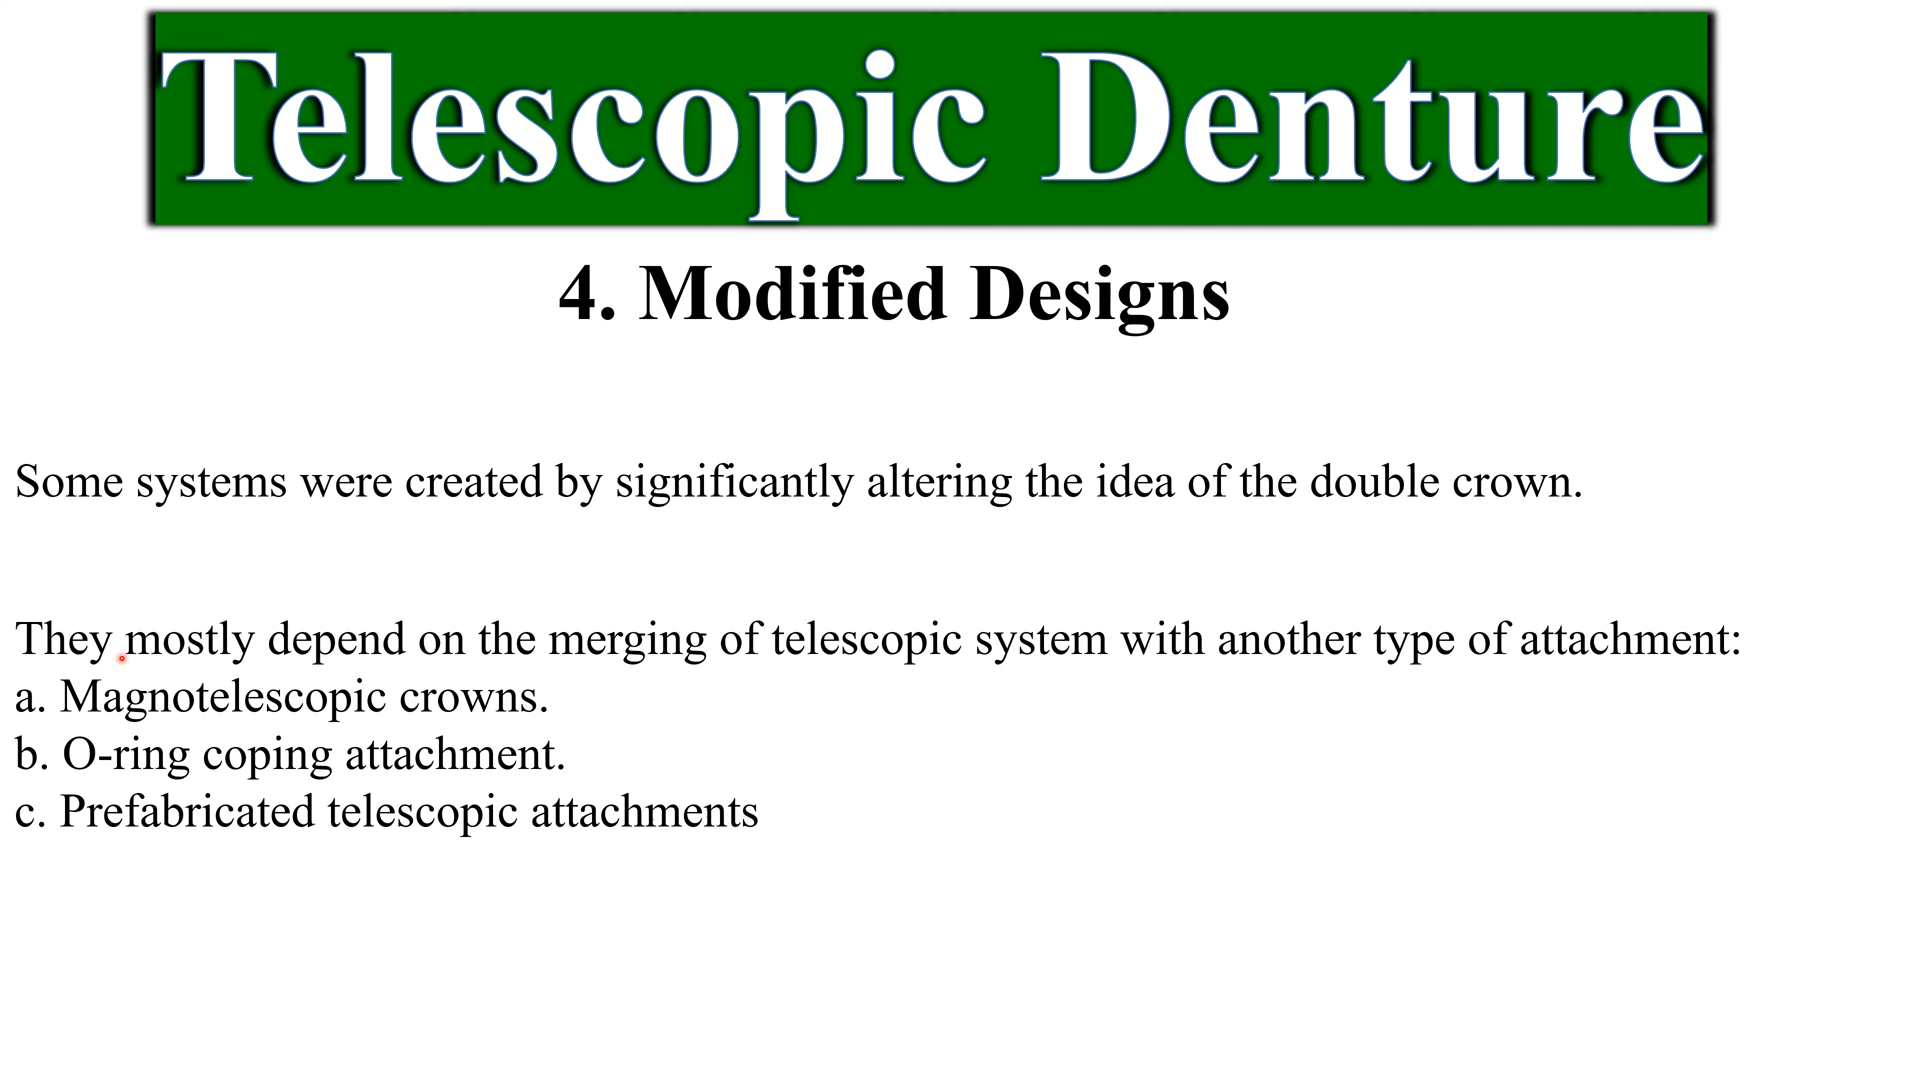 Telescopic Denture
4. Modified Designs
Some systems were created by significantly altering the idea of the double crown.
They mostly depend on the merging of telescopic system with another type of attachment:
a. Magnotelescopic crowns.
b. O-ring coping attachment.
c. Prefabricated telescopic attachments